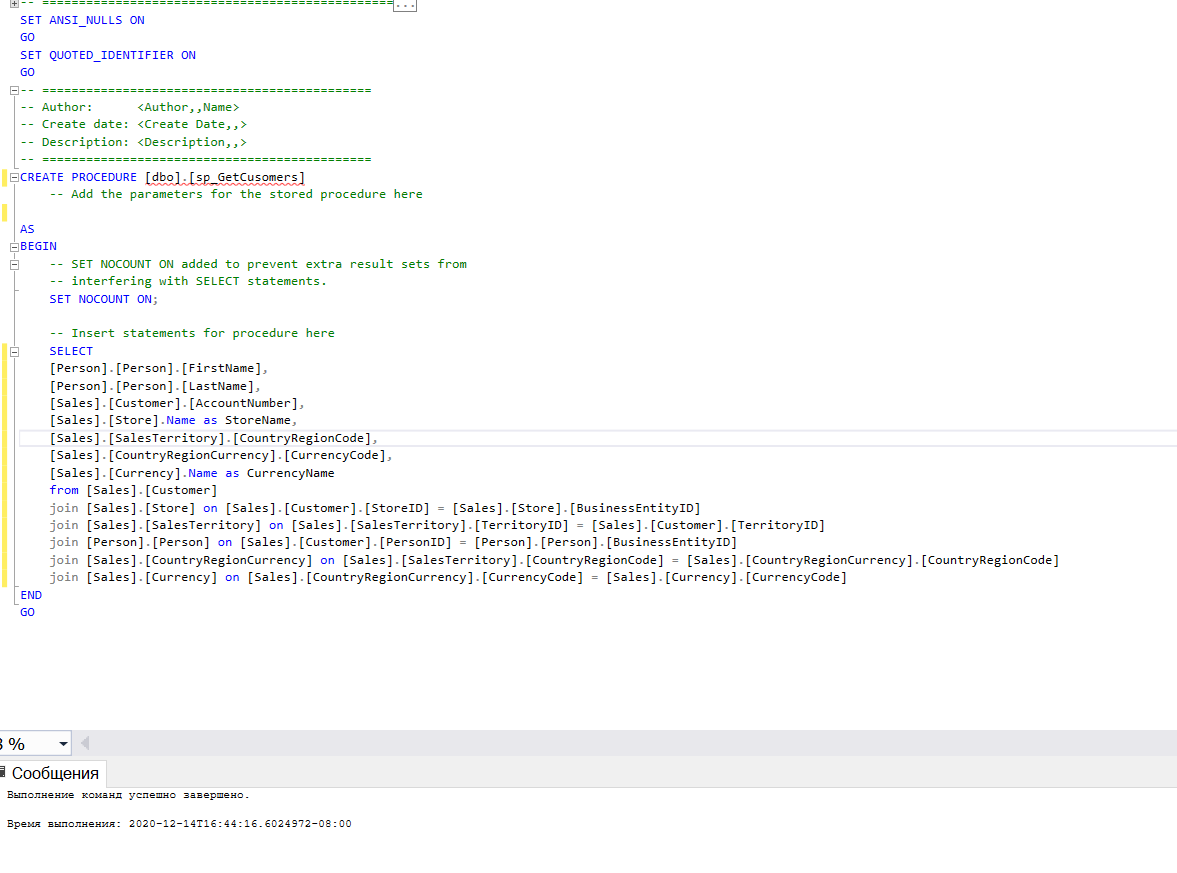 -- ================================================ ...
SET ANSI_NULLS ON
GO
SET QUOTED_IDENTIFIER ON
GO
-- =============================================
-- Author:      <Author,,Name>
-- Create date: <Create Date,,>
-- Description: <Description,,>
-- =============================================
CREATE PROCEDURE [dbo].[sp_GetCusomers]
    -- Add the parameters for the stored procedure here
AS
BEGIN
    -- SET NOCOUNT ON added to prevent extra result sets from
    -- interfering with SELECT statements.
    SET NOCOUNT ON;
    -- Insert statements for procedure here
    SELECT
    [Person].[Person].[FirstName],
    [Person].[Person].[LastName],
    [Sales].[Customer].[AccountNumber],
    [Sales].[Store].Name as StoreName,
    [Sales].[SalesTerritory].[CountryRegionCode],
    [Sales].[CountryRegionCurrency].[CurrencyCode],
    [Sales].[Currency].Name as CurrencyName
    from [Sales].[Customer]
    join [Sales].[Store] on [Sales].[Customer].[StoreID] = [Sales].[Store].[BusinessEntityID]
    join [Sales].[SalesTerritory] on [Sales].[SalesTerritory].[TerritoryID] = [Sales].[Customer].[TerritoryID]
    join [Person].[Person] on [Sales].[Customer].[PersonID] = [Person].[Person].[BusinessEntityID]
    join [Sales].[CountryRegionCurrency] on [Sales].[SalesTerritory].[CountryRegionCode] = [Sales].[CountryRegionCurrency].[CountryRegionCode]
    join [Sales].[Currency] on [Sales].[CountryRegionCurrency].[CurrencyCode] = [Sales].[Currency].[CurrencyCode]
END
GO
%
Сообщения
Выполнение команд успешно завершено.
Время выполнения: 2020-12-14T16:44:16.6024972-08:00